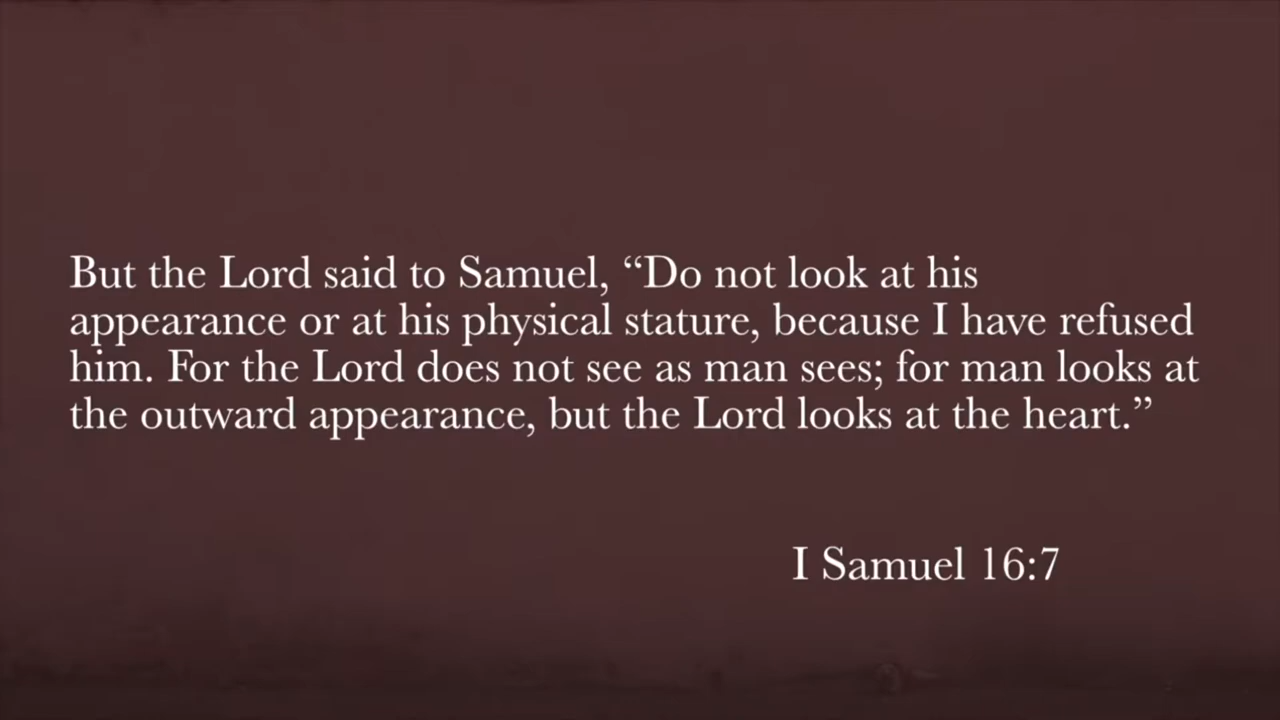 But the Lord said to Samuel, “Do not look at his
appearance or at his physical stature, because I have refused
him. For the Lord does not see as man sees; for man looks at
the outward appearance, but the Lord looks at the heart.”
I Samuel 16:7